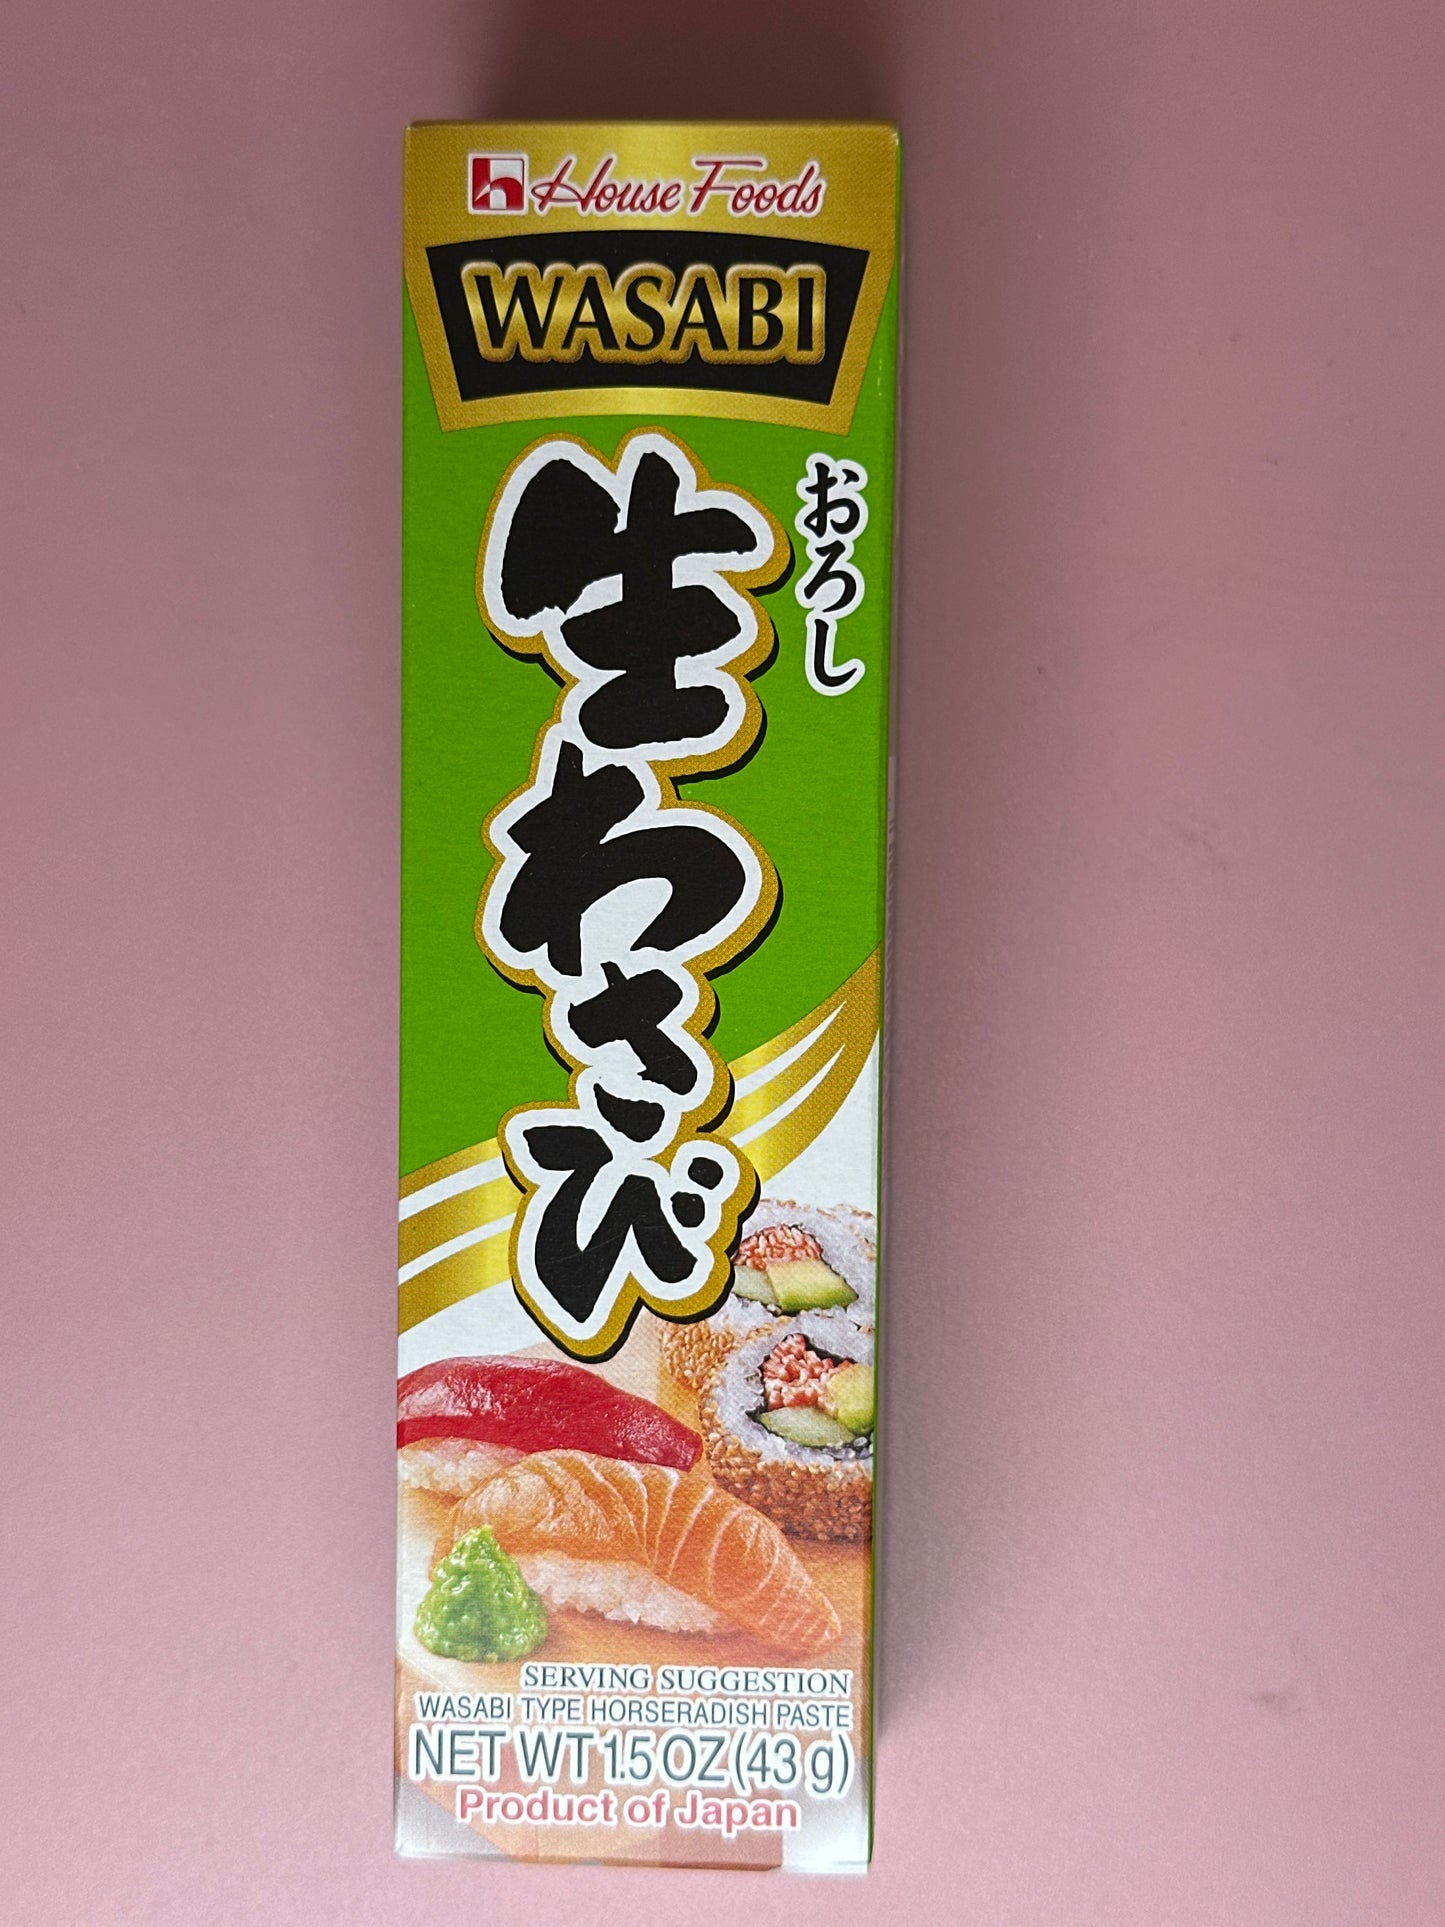 House Foods
WASABI
おろし
生わさび
SERVING SUGGESTION
WASABI TYPE HORSERADISH PASTE
NET WT 1.5 OZ (43 g)
Product of Japan